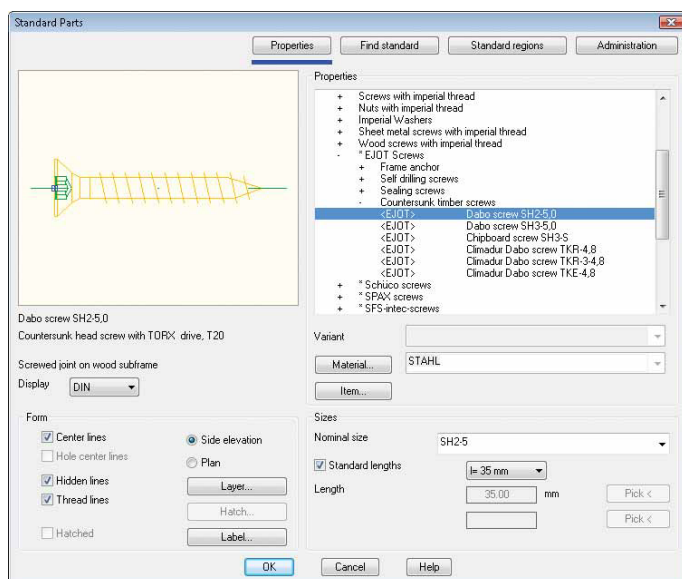 Standard Parts
Properties Find standard Standard regions Administration
Properties
+ Screws with imperial thread
+ Nuts with imperial thread
+ Imperial Washers
+ Sheet metal screws with imperial thread
+ Wood screws with imperial thread
- * EJOT Screws
+ Frame anchor
+ Self drilling screws
+ Sealing screws
- Countersunk timber screws
<EJOT> Dabo screw SH2-5,0
<EJOT> Dabo screw SH3-5,0
<EJOT> Chipboard screw SH3-S
<EJOT> Climadur Dabo screw TKR-4,8
<EJOT> Climadur Dabo screw TKR-3-4,8
<EJOT> Climadur Dabo screw TKE-4,8
+ * Schüco screws
+ * SPAX screws
+ * SFS-intec-screws
Dabo screw SH2-5,0
Countersunk head screw with TORX drive, T20
Screwed joint on wood subframe
Display DIN
Variant
Material... STAHL
Item...
Form
Center lines
Hole center lines
Hidden lines
Thread lines
Hatched
Side elevation
Plan
Layer...
Hatch...
Label...
Sizes
Nominal size SH2-5
Standard lengths l= 35 mm
Length 35.00 mm Pick <
Pick <
OK Cancel Help